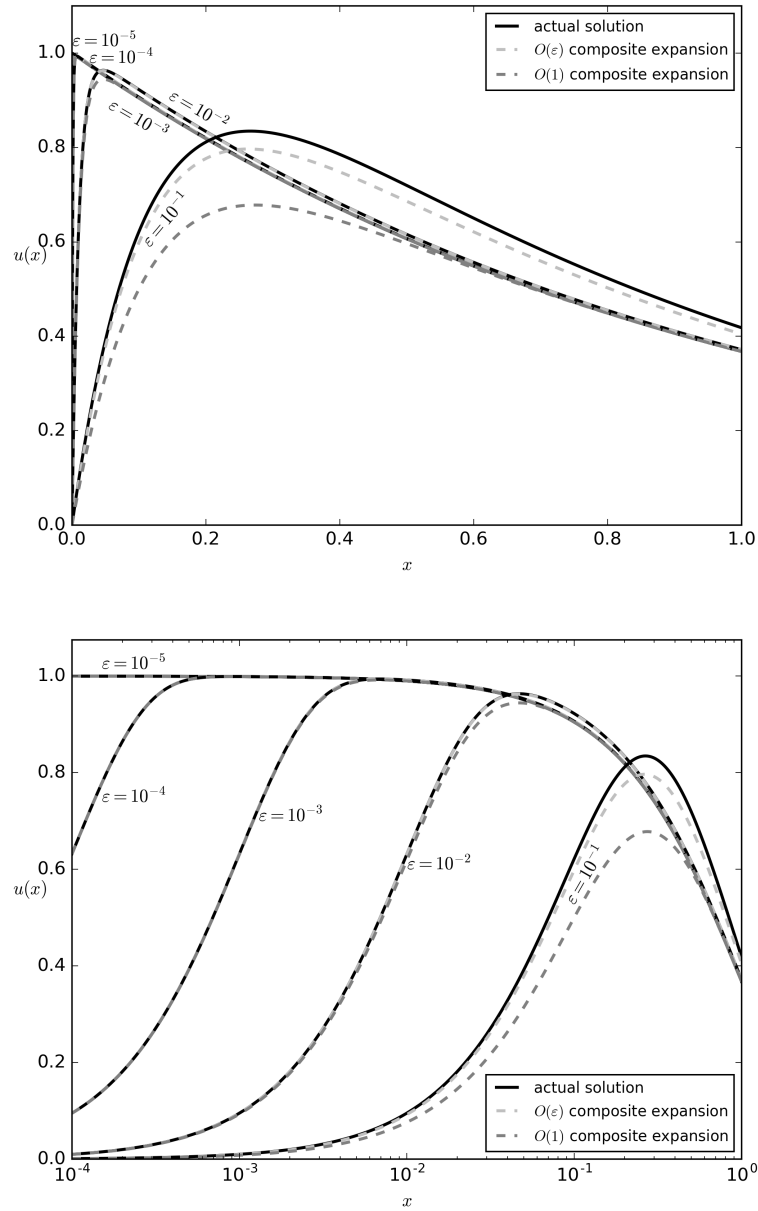 actual solution
O(ε) composite expansion
O(1) composite expansion
ε = 10⁻⁵
ε = 10⁻⁴
ε = 10⁻³
ε = 10⁻²
ε = 10⁻¹
1.0
0.8
0.6
u(x)
0.4
0.2
0.0
0.0 0.2 0.4 0.6 0.8 1.0
x
ε = 10⁻⁵
1.0
0.8
ε = 10⁻⁴
ε = 10⁻³
ε = 10⁻²
ε = 10⁻¹
0.6
u(x)
0.4
0.2
0.0
actual solution
O(ε) composite expansion
O(1) composite expansion
10⁻⁴ 10⁻³ 10⁻² 10⁻¹ 10⁰
x